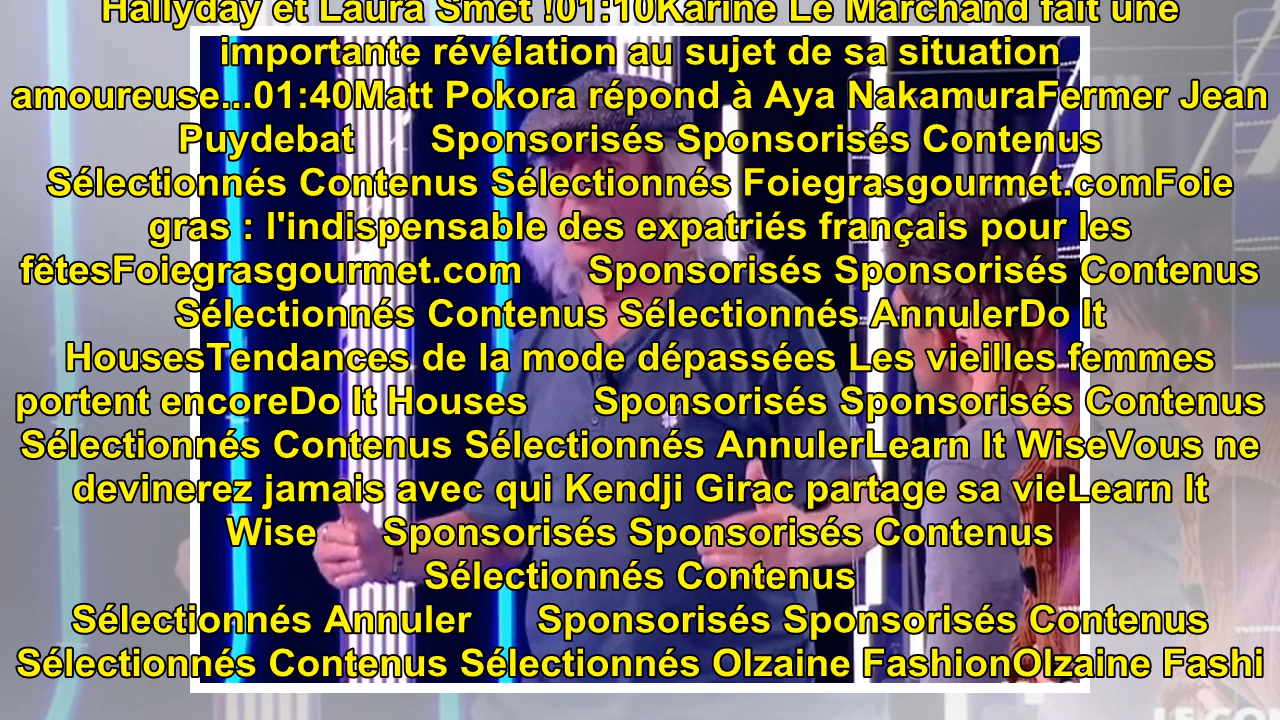 Hallyday et Laura Smet !01:10Karine Le Marchand fait une
importante révélation au sujet de sa situation
amoureuse...01:40Matt Pokora répond à Aya NakamuraFermer Jean
Puydebat Sponsorisés Sponsorisés Contenus
Sélectionnés Contenus Sélectionnés Foiegrasgourmet.comFoie
gras : l'indispensable des expatriés français pour les
fêtesFoiegrasgourmet.com Sponsorisés Sponsorisés Contenus
Sélectionnés Contenus Sélectionnés AnnulerDo It
HousesTendances de la mode dépassées Les vieilles femmes
portent encoreDo It Houses Sponsorisés Sponsorisés Contenus
Sélectionnés Contenus Sélectionnés AnnulerLearn It WiseVous ne
devinerez jamais avec qui Kendji Girac partage sa vieLearn It
Wise Sponsorisés Sponsorisés Contenus
Sélectionnés Contenus
Sélectionnés Annuler Sponsorisés Sponsorisés Contenus
Sélectionnés Contenus Sélectionnés Olzaine FashionOlzaine Fashi